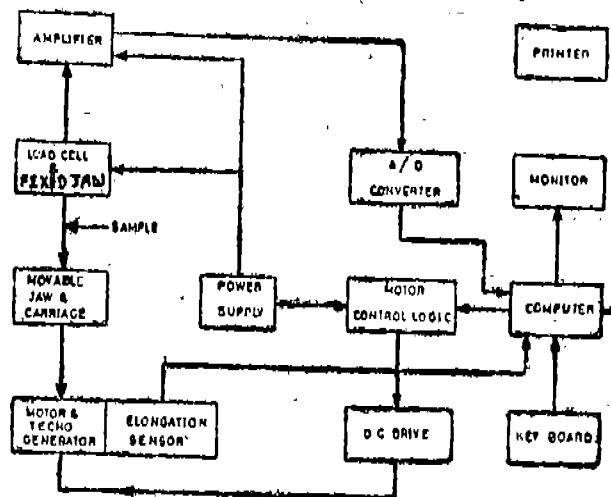 AMPLIFIER
PRINTER
LOAD CELL
&
FIXED JAW
A/D
CONVERTER
MONITOR
SAMPLE
MOVABLE
JAW &
CARRIAGE
POWER
SUPPLY
MOTOR
CONTROL LOGIC
COMPUTER
MOTOR &
TECHO
GENERATOR
ELONGATION
SENSOR
D.C DRIVE
KEY BOARD